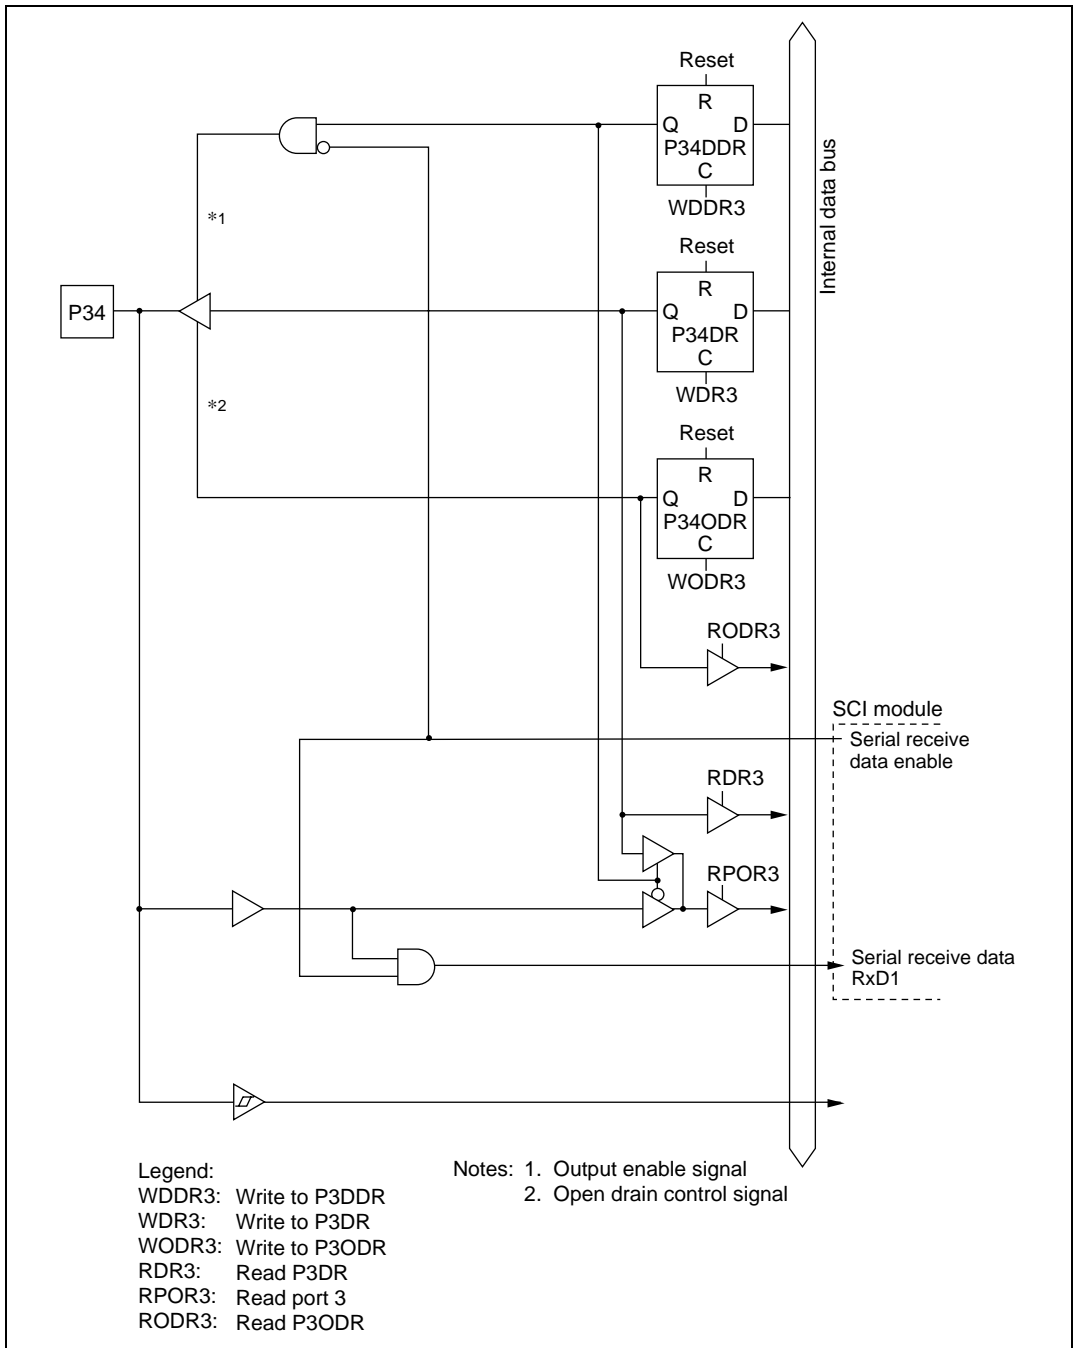 Reset
R
Q D
P34DDR
C
WDDR3
Internal data bus
*1
Reset
R
P34
Q D
P34DR
C
WDR3
*2
Reset
R
Q D
P34ODR
C
WODR3
RODR3
SCI module
Serial receive
data enable
RDR3
RPOR3
Serial receive data
RxD1
Legend:
WDDR3: Write to P3DDR
WDR3: Write to P3DR
WODR3: Write to P3ODR
RDR3: Read P3DR
RPOR3: Read port 3
RODR3: Read P3ODR
Notes: 1. Output enable signal
2. Open drain control signal